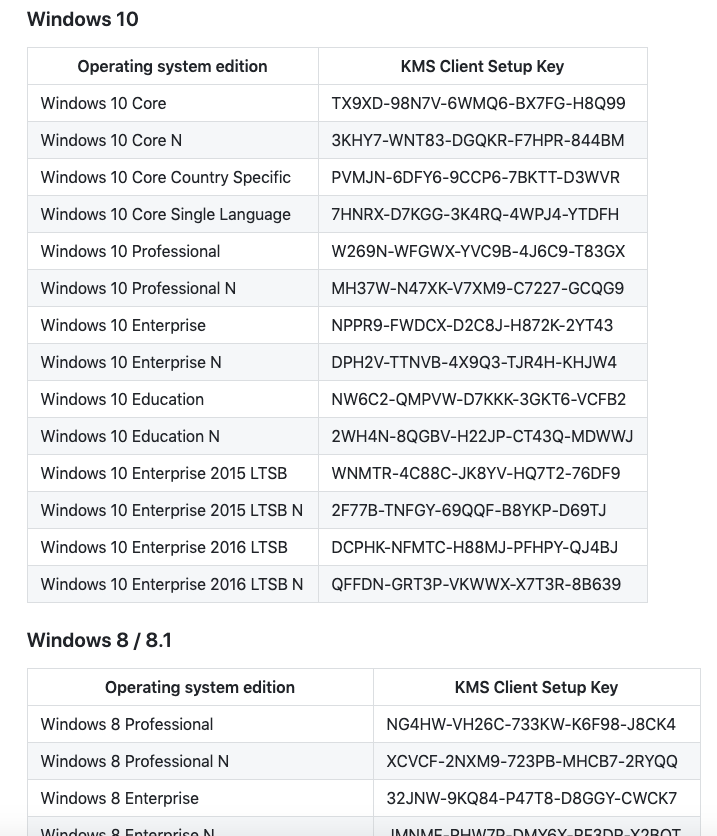 Windows 10
Operating system edition KMS Client Setup Key
Windows 10 Core TX9XD-98N7V-6WMQ6-BX7FG-H8Q99
Windows 10 Core N 3KHY7-WNT83-DGQKR-F7HPR-844BM
Windows 10 Core Country Specific PVMJN-6DFY6-9CCP6-7BKTT-D3WVR
Windows 10 Core Single Language 7HNRX-D7KGG-3K4RQ-4WPJ4-YTDFH
Windows 10 Professional W269N-WFGWX-YVC9B-4J6C9-T83GX
Windows 10 Professional N MH37W-N47XK-V7XM9-C7227-GCQG9
Windows 10 Enterprise NPPR9-FWDCX-D2C8J-H872K-2YT43
Windows 10 Enterprise N DPH2V-TTNVB-4X9Q3-TJR4H-KHJW4
Windows 10 Education NW6C2-QMPVW-D7KKK-3GKT6-VCFB2
Windows 10 Education N 2WH4N-8QGBV-H22JP-CT43Q-MDWWJ
Windows 10 Enterprise 2015 LTSB WNMTR-4C88C-JK8YV-HQ7T2-76DF9
Windows 10 Enterprise 2015 LTSB N 2F77B-TNFGY-69QQF-B8YKP-D69TJ
Windows 10 Enterprise 2016 LTSB DCPHK-NFMTC-H88MJ-PFHPY-QJ4BJ
Windows 10 Enterprise 2016 LTSB N QFFDN-GRT3P-VKWWX-X7T3R-8B639
Windows 8 / 8.1
Operating system edition KMS Client Setup Key
Windows 8 Professional NG4HW-VH26C-733KW-K6F98-J8CK4
Windows 8 Professional N XCVCF-2NXM9-723PB-MHCB7-2RYQQ
Windows 8 Enterprise 32JNW-9KQ84-P47T8-D8GGY-CWCK7
Windows 8 Enterprise N